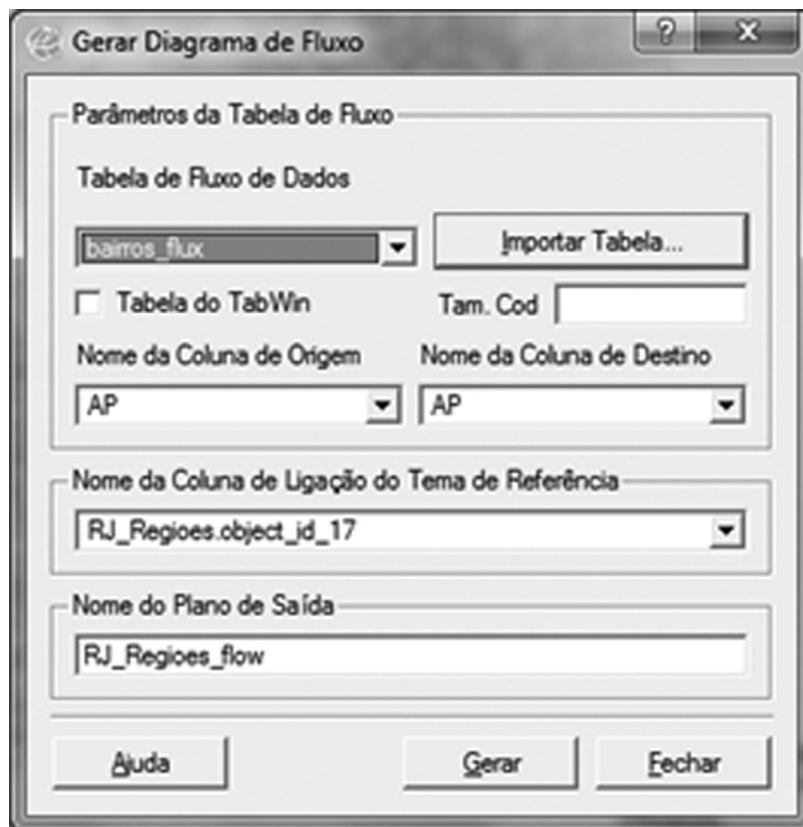 Gerar Diagrama de Fluxo
?
Parâmetros da Tabela de Fluxo
Tabela de Fluxo de Dados
bairros_flux
Importar Tabela...
Tabela do TabWin
Tam. Cod
Nome da Coluna de Origem
Nome da Coluna de Destino
AP
AP
Nome da Coluna de Ligação do Tema de Referência
RJ_Regioes.object_id_17
Nome do Plano de Saída
RJ_Regioes_flow
Ajuda
Gerar
Fechar